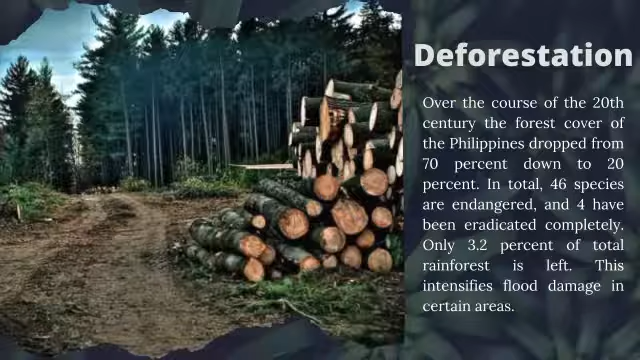 Deforestation
Over the course of the 20th
century the forest cover of
the Philippines dropped from
70 percent down to 20
percent. In total, 46 species
are endangered, and 4 have
been eradicated completely.
Only 3.2 percent of total
rainforest is left. This
intensifies flood damage in
certain areas.